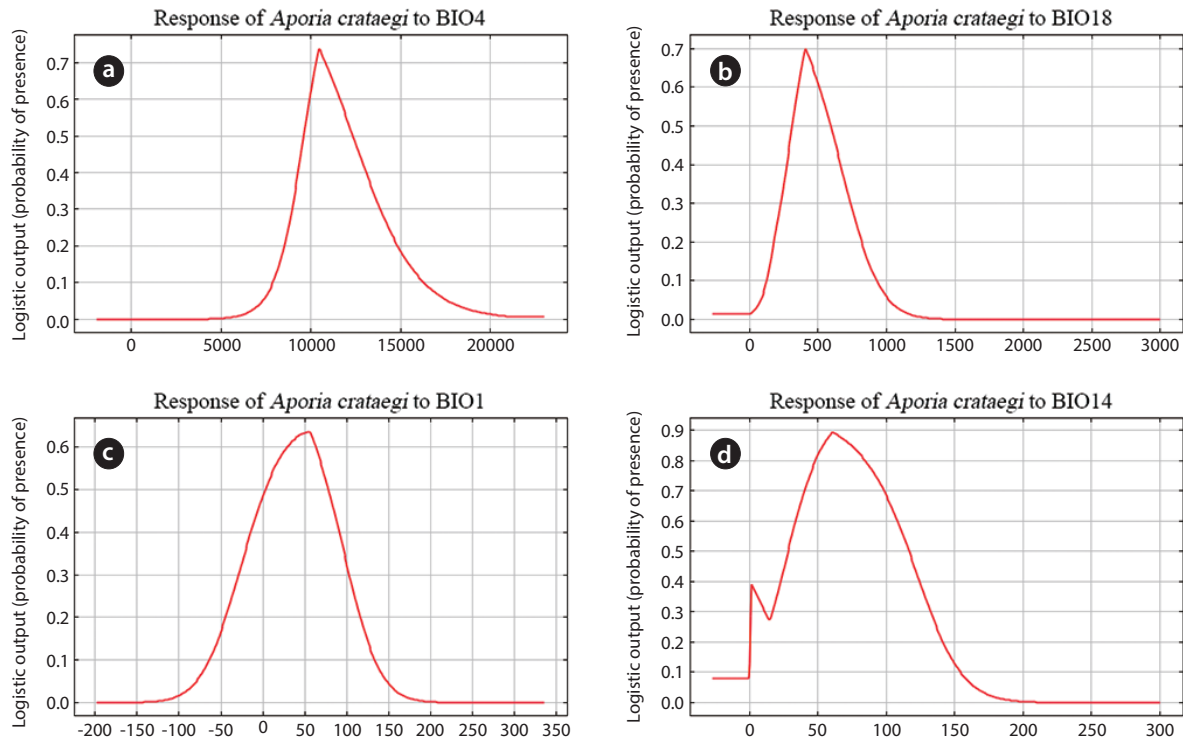 Response of Aporia crataegi to BIO4
a
Logistic output (probability of presence)
0.7
0.6
0.5
0.4
0.3
0.2
0.1
0.0
0 5000 10000 15000 20000
Response of Aporia crataegi to BIO18
b
Logistic output (probability of presence)
0.7
0.6
0.5
0.4
0.3
0.2
0.1
0.0
0 500 1000 1500 2000 2500 3000
Response of Aporia crataegi to BIO1
c
Logistic output (probability of presence)
0.6
0.5
0.4
0.3
0.2
0.1
0.0
-200 -150 -100 -50 0 50 100 150 200 250 300 350
Response of Aporia crataegi to BIO14
d
Logistic output (probability of presence)
0.9
0.8
0.7
0.6
0.5
0.4
0.3
0.2
0.1
0.0
0 50 100 150 200 250 300